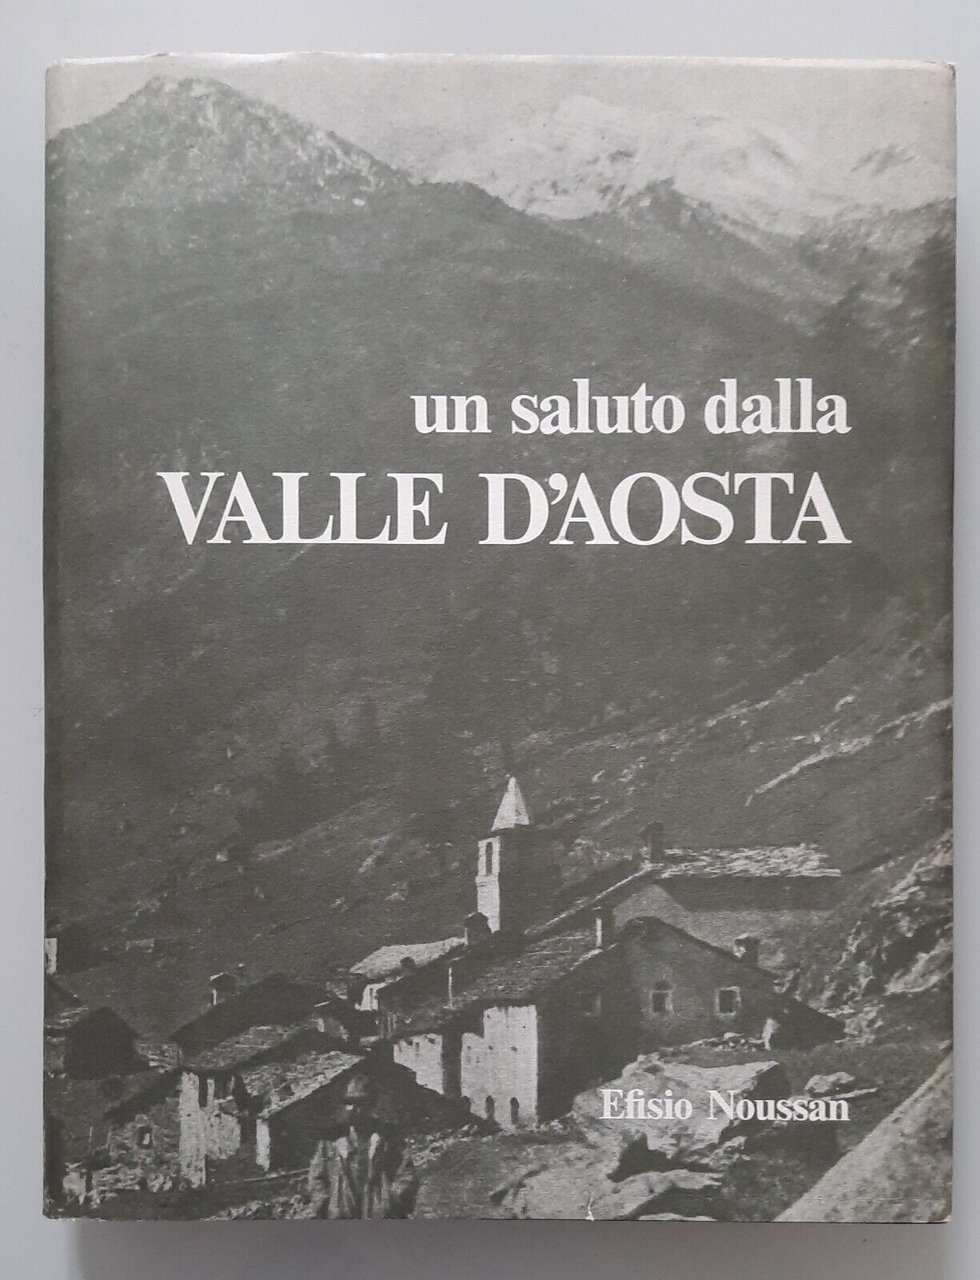 un saluto dalla
VALLE D'AOSTA
Efisio Noussan